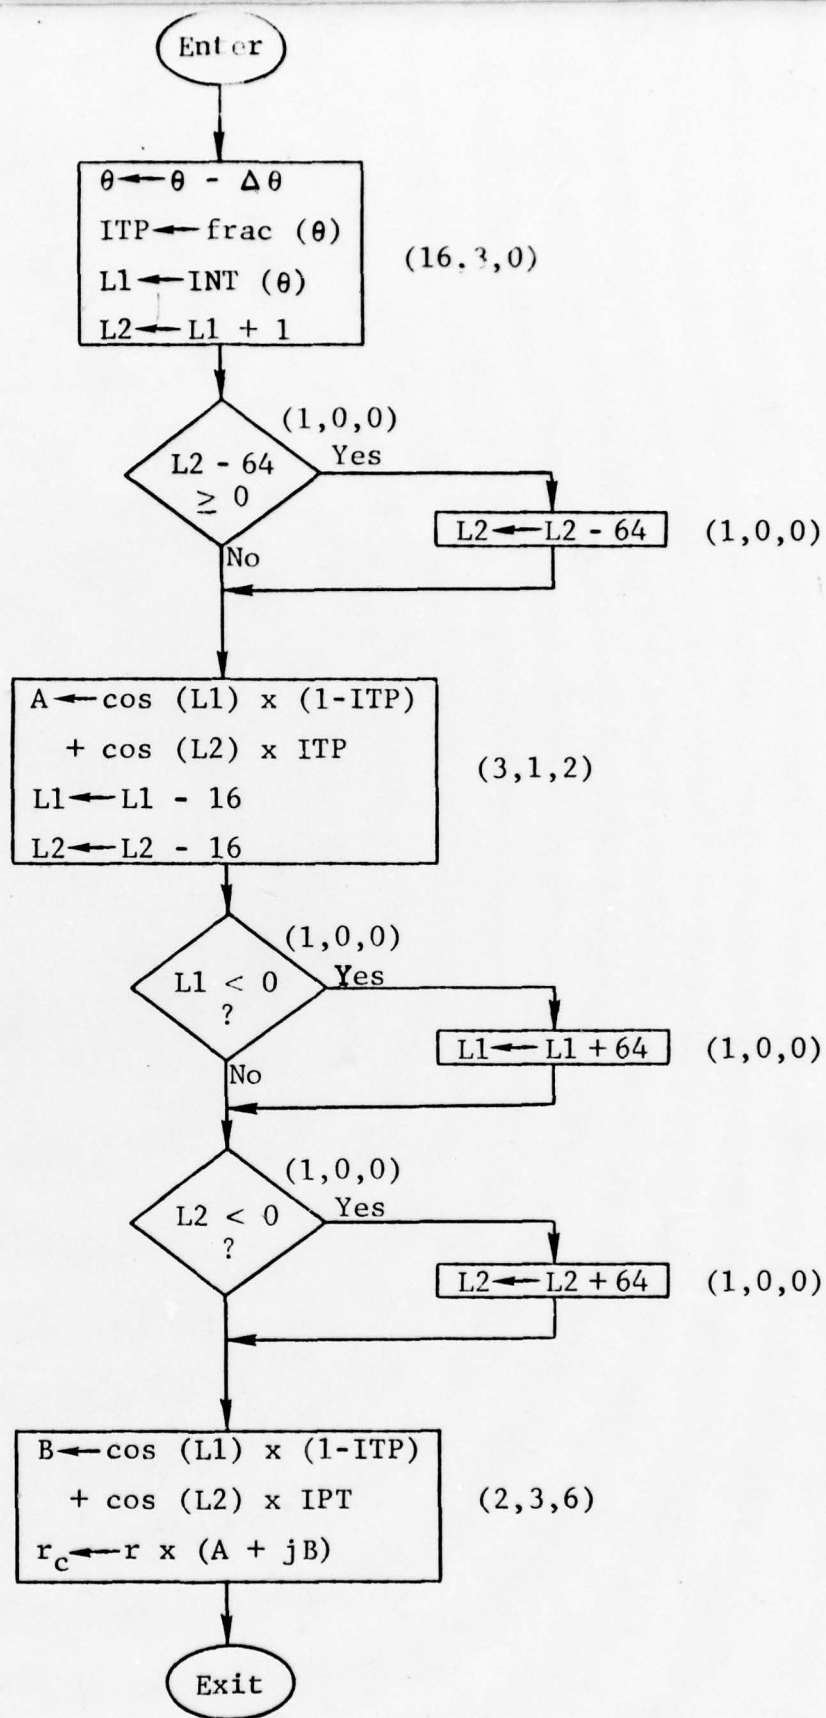 Enter
θ ← θ - Δθ
ITP ← frac (θ)
L1 ← INT (θ)
L2 ← L1 + 1
(16.3,0)
(1,0,0)
L2 - 64
≥ 0
Yes
No
L2 ← L2 - 64
(1,0,0)
A ← cos (L1) x (1-ITP)
+ cos (L2) x ITP
L1 ← L1 - 16
L2 ← L2 - 16
(3,1,2)
(1,0,0)
L1 < 0
?
Yes
No
L1 ← L1 + 64
(1,0,0)
(1,0,0)
L2 < 0
?
Yes
L2 ← L2 + 64
(1,0,0)
B ← cos (L1) x (1-ITP)
+ cos (L2) x IPT
r_c ← r x (A + jB)
(2,3,6)
Exit